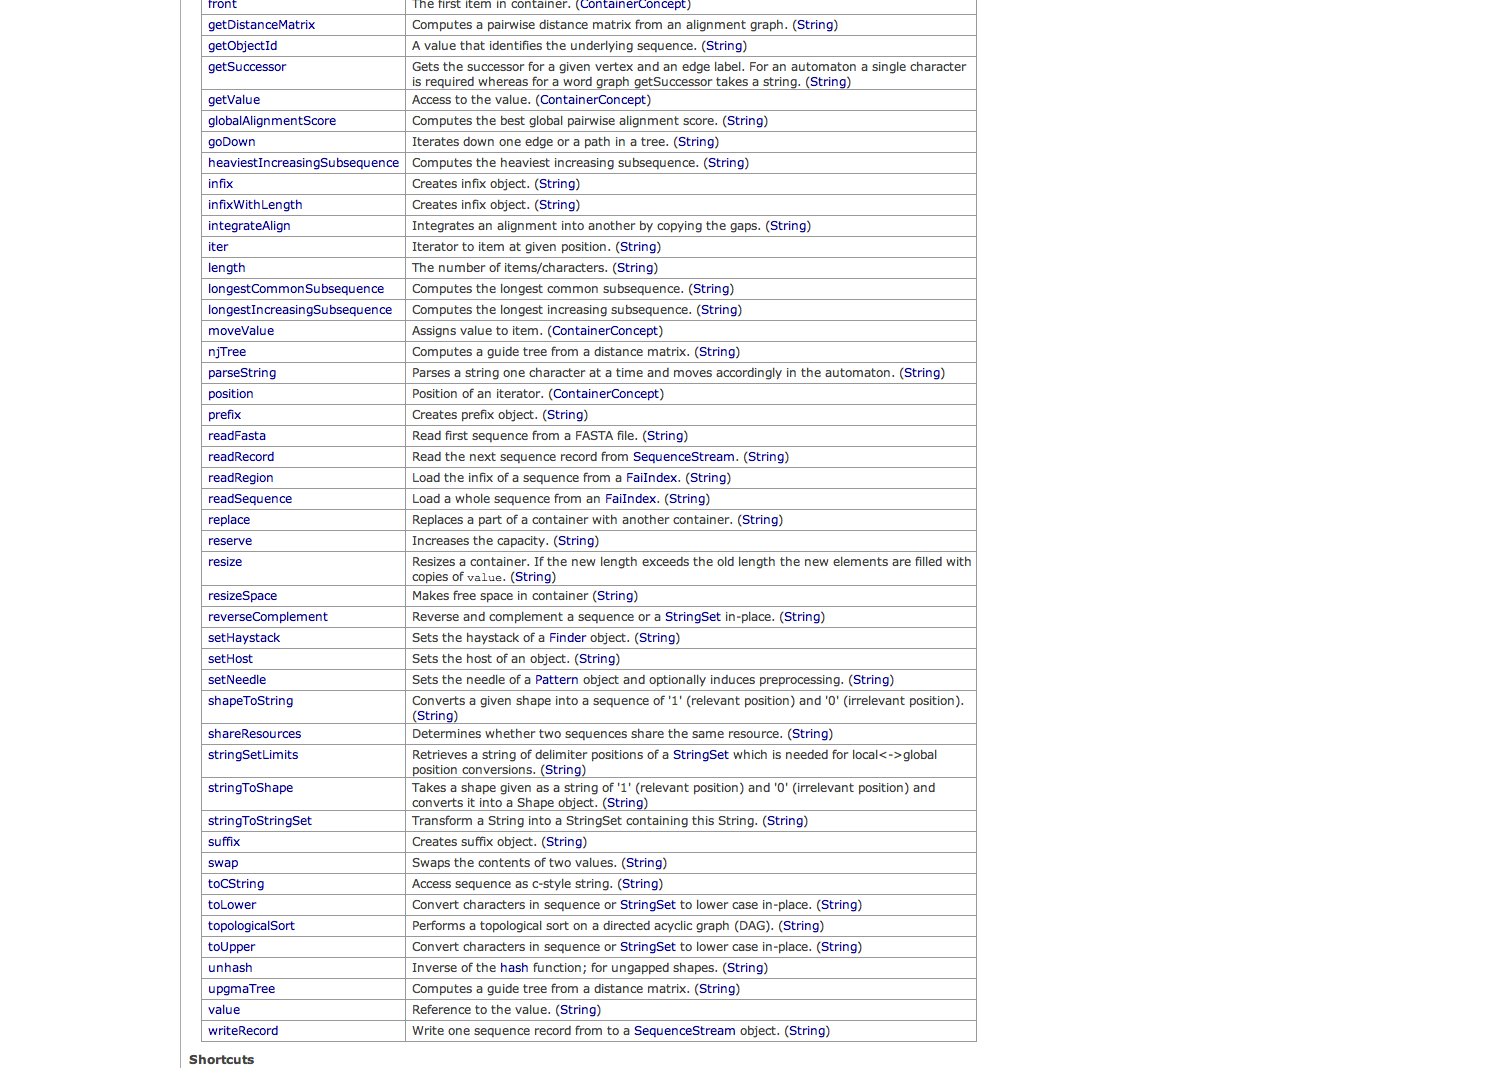 front The first item in container. (ContainerConcept)
getDistanceMatrix Computes a pairwise distance matrix from an alignment graph. (String)
getObjectId A value that identifies the underlying sequence. (String)
getSuccessor Gets the successor for a given vertex and an edge label. For an automaton a single character
is required whereas for a word graph getSuccessor takes a string. (String)
getValue Access to the value. (ContainerConcept)
globalAlignmentScore Computes the best global pairwise alignment score. (String)
goDown Iterates down one edge or a path in a tree. (String)
heaviestIncreasingSubsequence Computes the heaviest increasing subsequence. (String)
infix Creates infix object. (String)
infixWithLength Creates infix object. (String)
integrateAlign Integrates an alignment into another by copying the gaps. (String)
iter Iterator to item at given position. (String)
length The number of items/characters. (String)
longestCommonSubsequence Computes the longest common subsequence. (String)
longestIncreasingSubsequence Computes the longest increasing subsequence. (String)
moveValue Assigns value to item. (ContainerConcept)
njTree Computes a guide tree from a distance matrix. (String)
parseString Parses a string one character at a time and moves accordingly in the automaton. (String)
position Position of an iterator. (ContainerConcept)
prefix Creates prefix object. (String)
readFasta Read first sequence from a FASTA file. (String)
readRecord Read the next sequence record from SequenceStream. (String)
readRegion Load the infix of a sequence from a FaiIndex. (String)
readSequence Load a whole sequence from an FaiIndex. (String)
replace Replaces a part of a container with another container. (String)
reserve Increases the capacity. (String)
resize Resizes a container. If the new length exceeds the old length the new elements are filled with
copies of value. (String)
resizeSpace Makes free space in container (String)
reverseComplement Reverse and complement a sequence or a StringSet in-place. (String)
setHaystack Sets the haystack of a Finder object. (String)
setHost Sets the host of an object. (String)
setNeedle Sets the needle of a Pattern object and optionally induces preprocessing. (String)
shapeToString Converts a given shape into a sequence of '1' (relevant position) and '0' (irrelevant position).
(String)
shareResources Determines whether two sequences share the same resource. (String)
stringSetLimits Retrieves a string of delimiter positions of a StringSet which is needed for local<->global
position conversions. (String)
stringToShape Takes a shape given as a string of '1' (relevant position) and '0' (irrelevant position) and
converts it into a Shape object. (String)
stringToStringSet Transform a String into a StringSet containing this String. (String)
suffix Creates suffix object. (String)
swap Swaps the contents of two values. (String)
toCString Access sequence as c-style string. (String)
toLower Convert characters in sequence or StringSet to lower case in-place. (String)
topologicalSort Performs a topological sort on a directed acyclic graph (DAG). (String)
toUpper Convert characters in sequence or StringSet to lower case in-place. (String)
unhash Inverse of the hash function; for ungapped shapes. (String)
upgmaTree Computes a guide tree from a distance matrix. (String)
value Reference to the value. (String)
writeRecord Write one sequence record from to a SequenceStream object. (String)
Shortcuts